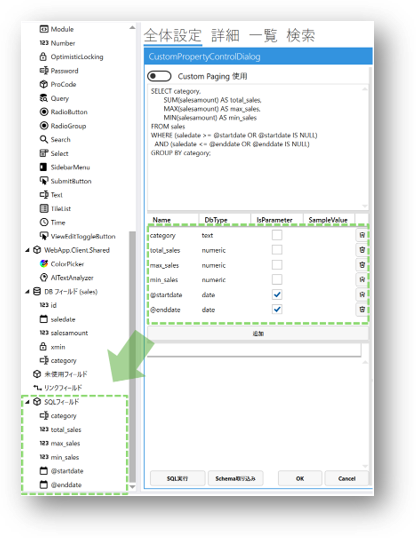 Module
Number
OptimisticLocking
Password
ProCode
Query
RadioButton
RadioGroup
Search
Select
SidebarMenu
SubmitButton
Text
TileList
Time
ViewEditToggleButton
WebApp.Client.Shared
ColorPicker
AITextAnalyzer
DB フィールド (sales)
id
saledate
salesamount
xmin
category
未使用フィールド
リンクフィールド
SQLフィールド
category
total_sales
max_sales
min_sales
@startdate
@enddate
全体設定 詳細 一覧 検索
CustomPropertyControlDialog
Custom Paging 使用
SELECT category,
SUM(salesamount) AS total_sales,
MAX(salesamount) AS max_sales,
MIN(salesamount) AS min_sales
FROM sales
WHERE (saledate >= @startdate OR @startdate IS NULL)
AND (saledate <= @enddate OR @enddate IS NULL)
GROUP BY category;
Name DbType IsParameter SampleValue
category text
total_sales numeric
max_sales numeric
min_sales numeric
@startdate date
@enddate date
追加
SQL実行 Schema取り込み OK Cancel